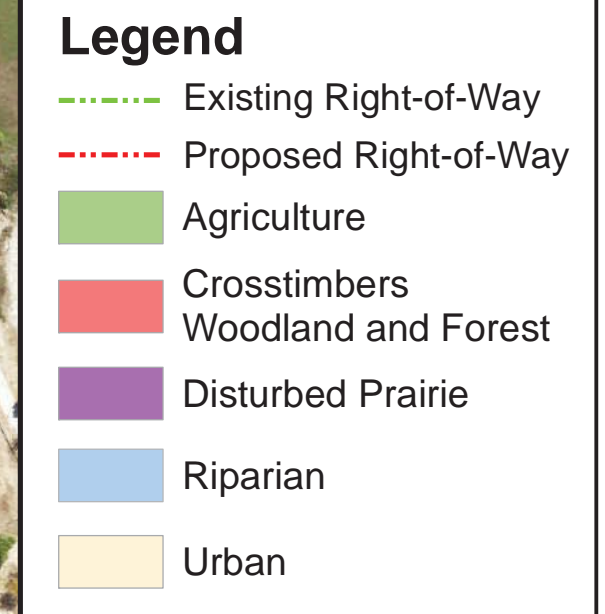 Legend
Existing Right-of-Way
Proposed Right-of-Way
Agriculture
Crosstimbers
Woodland and Forest
Disturbed Prairie
Riparian
Urban